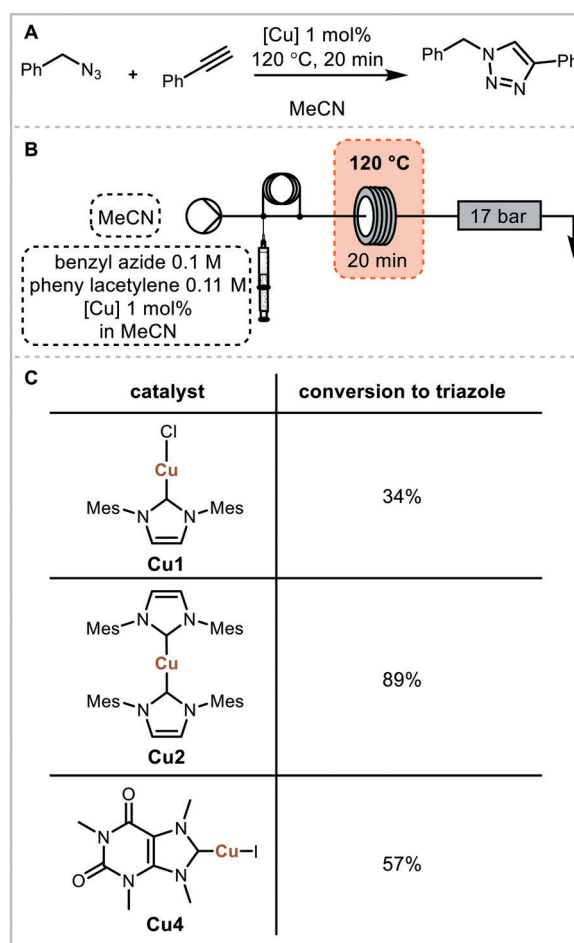 A
[Cu] 1 mol%
120 °C, 20 min
MeCN
Ph
N3
+
Ph
Ph
N
N
N
Ph
B
120 °C
MeCN
17 bar
20 min
benzyl azide 0.1 M
pheny lacetylene 0.11 M
[Cu] 1 mol%
in MeCN
C
catalyst
conversion to triazole
Cl
Cu
Mes
N
N
Mes
Cu1
34%
Mes
N
N
Mes
Cu
Mes
N
N
Mes
Cu2
89%
O
N
N
Cu
I
O
N
N
Cu4
57%